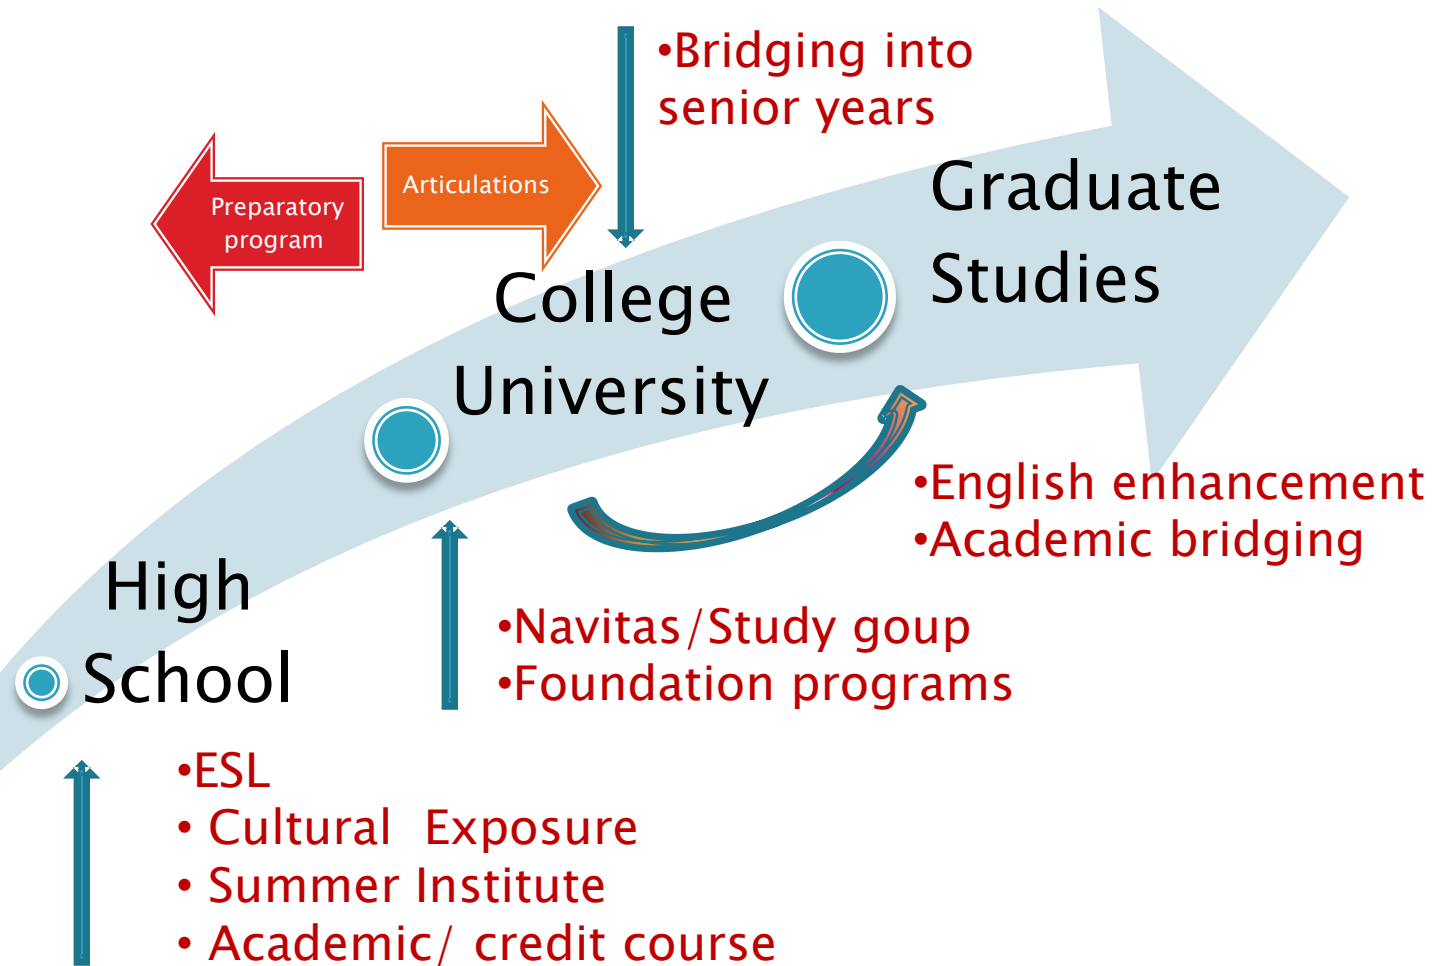 •Bridging into
senior years
Preparatory
program
Articulations
Graduate
Studies
College
University
•English enhancement
•Academic bridging
High
School
•Navitas/Study goup
•Foundation programs
•ESL
• Cultural Exposure
• Summer Institute
• Academic/ credit course